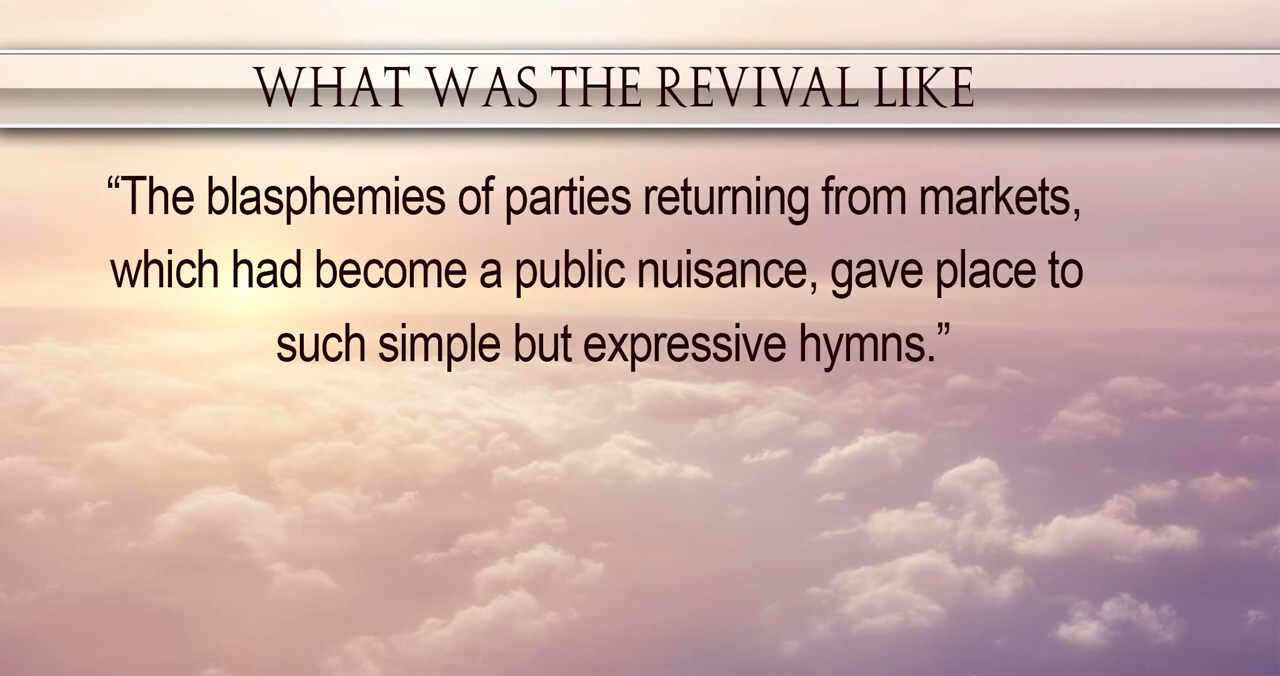 WHAT WAS THE REVIVAL LIKE
“The blasphemies of parties returning from markets,
which had become a public nuisance, gave place to
such simple but expressive hymns.”